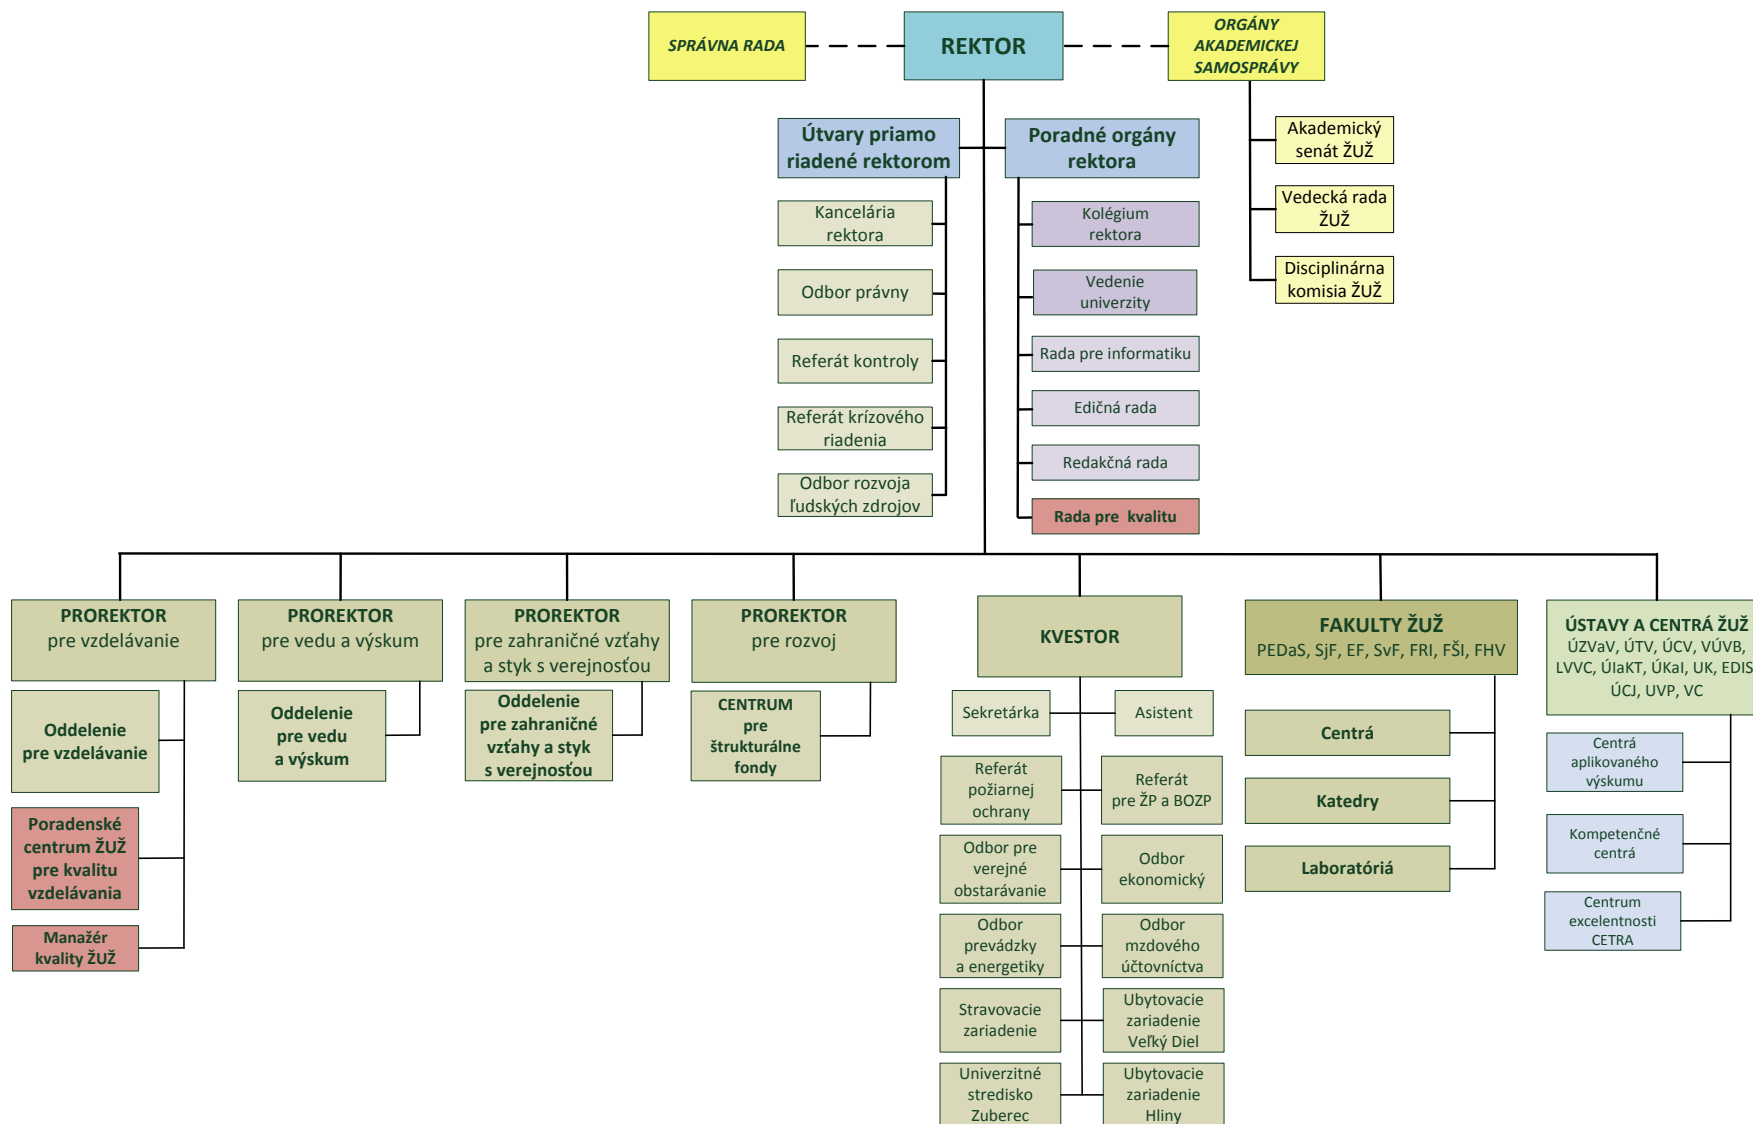 SPRÁVNA RADA
REKTOR
ORGÁNY
AKADEMICKEJ
SAMOSPRÁVY
Akademický
senát ŽUŽ
Vedecká rada
ŽUŽ
Disciplinárna
komisia ŽUŽ
Útvary priamo
riadené rektorom
Kancelária
rektora
Odbor právny
Referát kontroly
Referát krízového
riadenia
Odbor rozvoja
ľudských zdrojov
Poradné orgány
rektora
Kolégium
rektora
Vedenie
univerzity
Rada pre informatiku
Edičná rada
Redakčná rada
Rada pre kvalitu
PROREKTOR
pre vzdelávanie
Oddelenie
pre vzdelávanie
Poradenské
centrum ŽUŽ
pre kvalitu
vzdelávania
Manažér
kvality ŽUŽ
PROREKTOR
pre vedu a výskum
Oddelenie
pre vedu
a výskum
PROREKTOR
pre zahraničné vzťahy
a styk s verejnosťou
Oddelenie
pre zahraničné
vzťahy a styk
s verejnosťou
PROREKTOR
pre rozvoj
CENTRUM
pre
štrukturálne
fondy
KVESTOR
Sekretárka
Asistent
Referát
požiarnej
ochrany
Referát
pre ŽP a BOZP
Odbor pre
verejné
obstarávanie
Odbor
ekonomický
Odbor
prevádzky
a energetiky
Odbor
mzdového
účtovníctva
Stravovacie
zariadenie
Ubytovacie
zariadenie
Veľký Diel
Univerzitné
stredisko
Zuberec
Ubytovacie
zariadenie
Hliny
FAKULTY ŽUŽ
PEDaS, SjF, EF, SvF, FRI, FŠI, FHV
Centrá
Katedry
Laboratóriá
ÚSTAVY A CENTRÁ ŽUŽ
ÚZVaV, ÚTV, ÚCV, VÚVB,
LVVC, ÚIaKT, ÚKaI, UK, EDIS
ÚCJ, UVP, VC
Centrá
aplikovaného
výskumu
Kompetenčné
centrá
Centrum
excelentnosti
CETRA